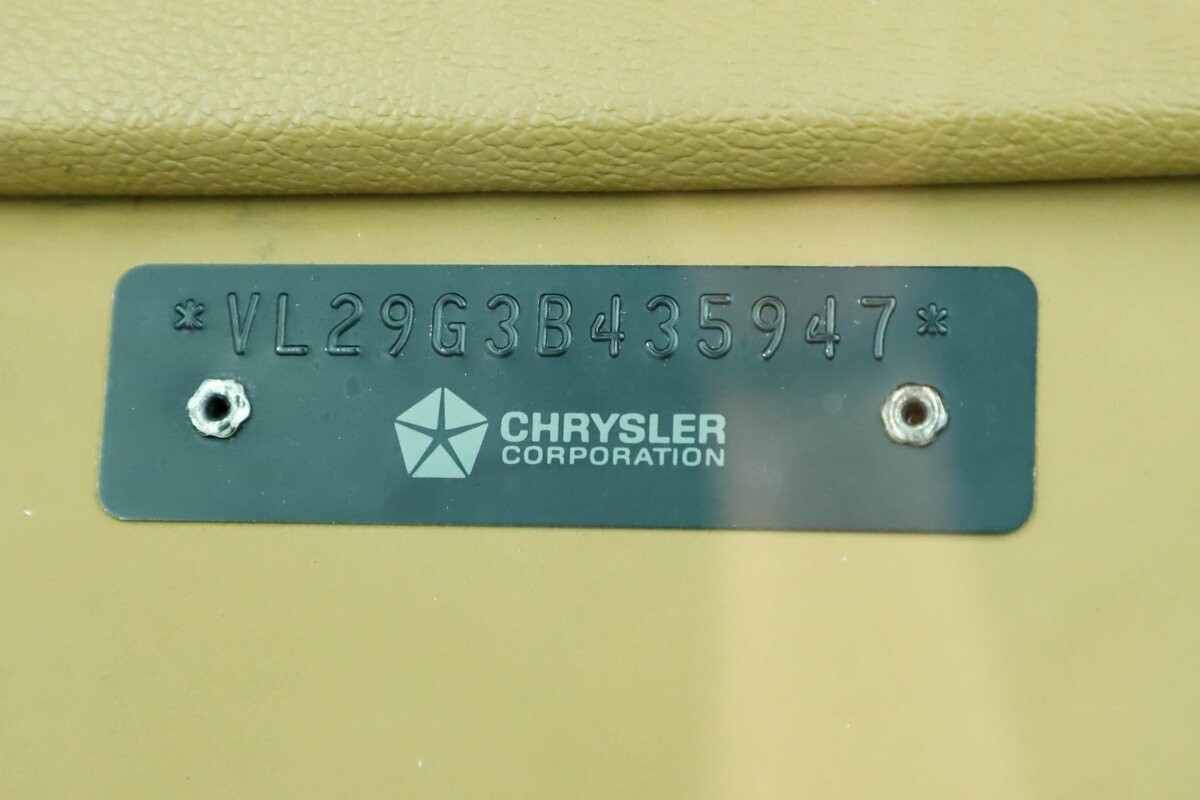 *VL29G3B435947*
CHRYSLER
CORPORATION